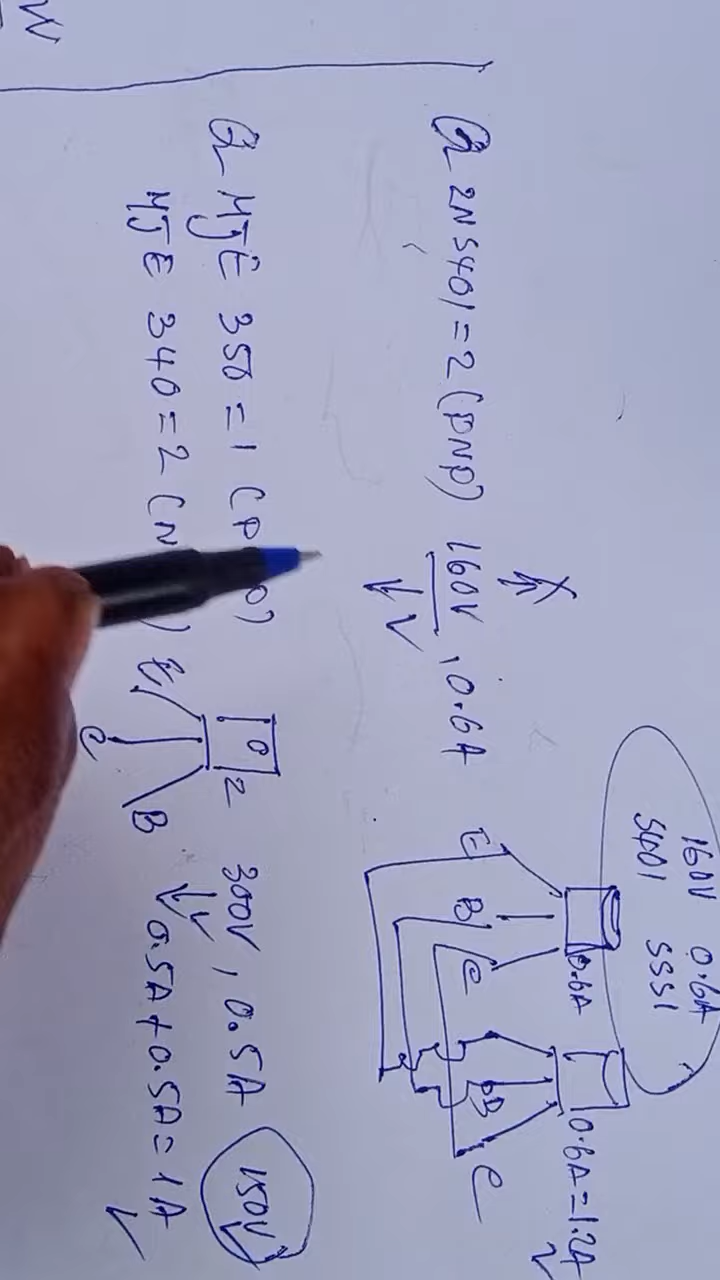 160V 0.6A
5401 5551
Q 2N5401 = 2 (PNP) 160V, 0.6A
E B C
0.6A
B C
0.6A = 1.2A
Q MJE 350 = 1 (P
300V, 0.5A
150V
MJE 340 = 2 (N
E C B
0.5A + 0.5A = 1A
W